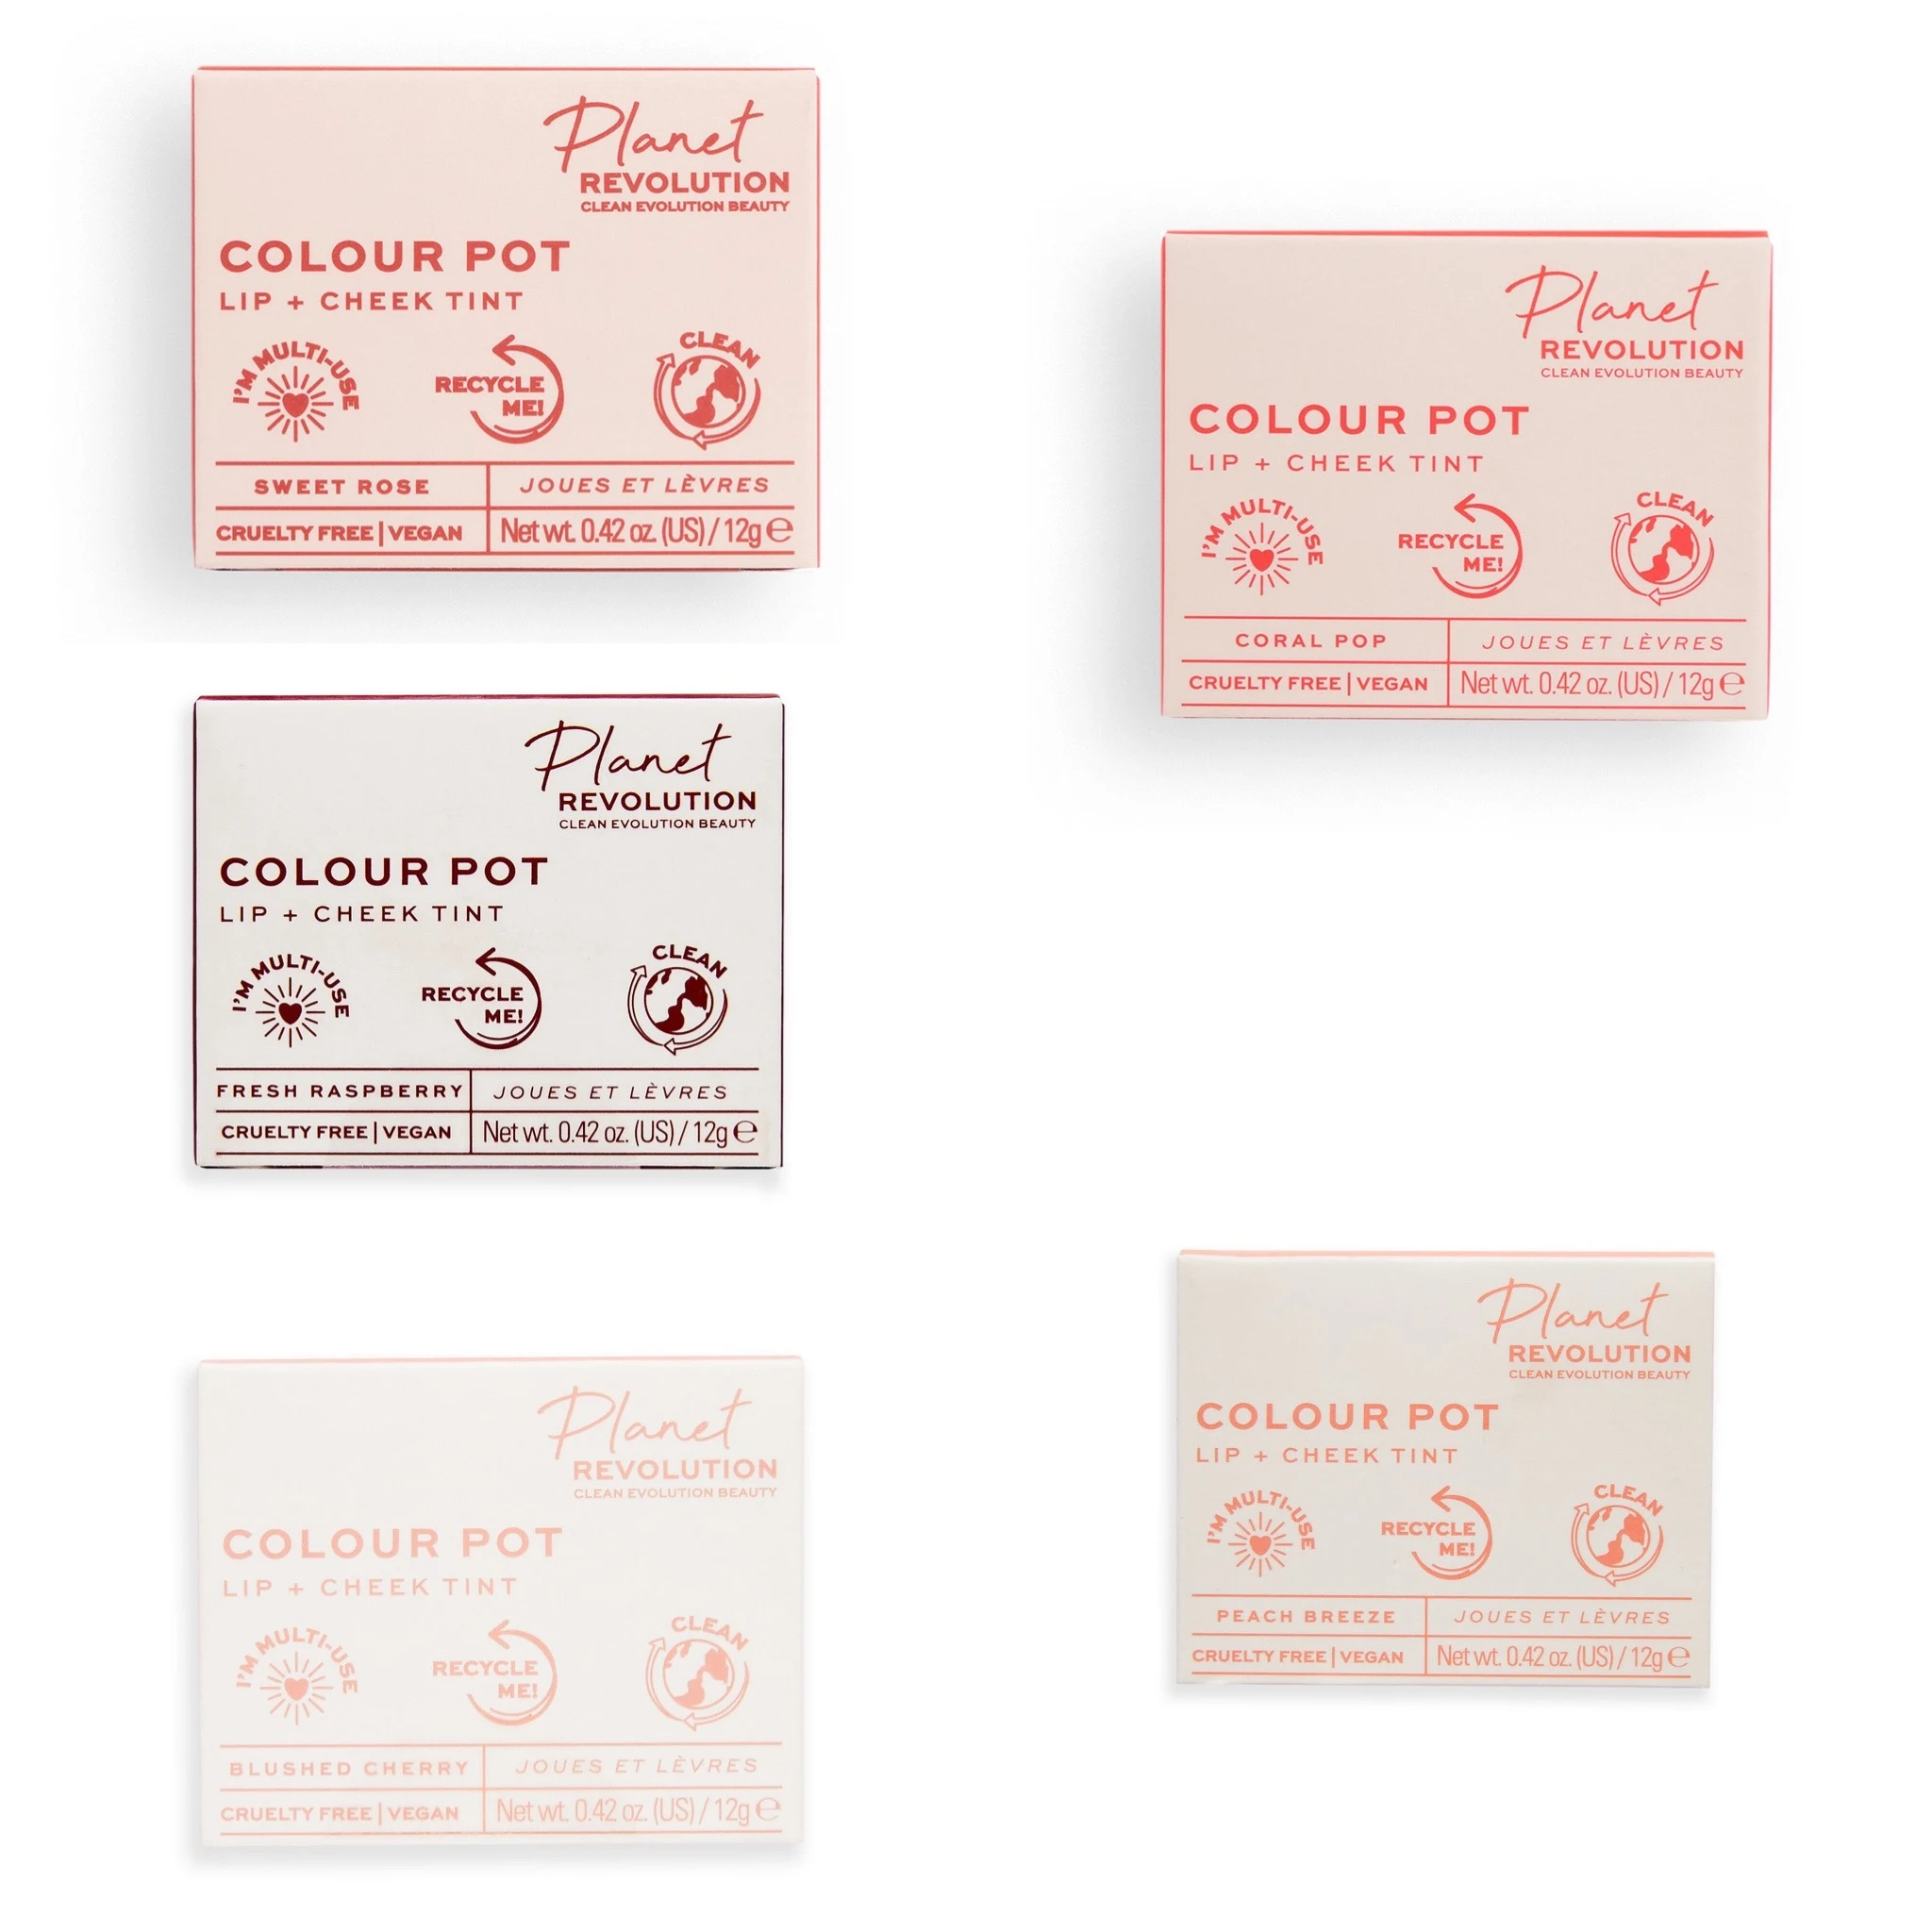 Planet
REVOLUTION
CLEAN EVOLUTION BEAUTY
COLOUR POT
LIP + CHEEK TINT
I'M MULTI-USE
RECYCLE
ME!
CLEAN
SWEET ROSE
JOUES ET LÈVRES
CRUELTY FREE | VEGAN
Net wt. 0.42 oz. (US) / 12g ℮
Planet
REVOLUTION
CLEAN EVOLUTION BEAUTY
COLOUR POT
LIP + CHEEK TINT
I'M MULTI-USE
RECYCLE
ME!
CLEAN
CORAL POP
JOUES ET LÈVRES
CRUELTY FREE | VEGAN
Net wt. 0.42 oz. (US) / 12g ℮
Planet
REVOLUTION
CLEAN EVOLUTION BEAUTY
COLOUR POT
LIP + CHEEK TINT
I'M MULTI-USE
RECYCLE
ME!
CLEAN
FRESH RASPBERRY
JOUES ET LÈVRES
CRUELTY FREE | VEGAN
Net wt. 0.42 oz. (US) / 12g ℮
Planet
REVOLUTION
CLEAN EVOLUTION BEAUTY
COLOUR POT
LIP + CHEEK TINT
I'M MULTI-USE
RECYCLE
ME!
CLEAN
PEACH BREEZE
JOUES ET LÈVRES
CRUELTY FREE | VEGAN
Net wt. 0.42 oz. (US) / 12g ℮
Planet
REVOLUTION
CLEAN EVOLUTION BEAUTY
COLOUR POT
LIP + CHEEK TINT
I'M MULTI-USE
RECYCLE
ME!
CLEAN
BLUSHED CHERRY
JOUES ET LÈVRES
CRUELTY FREE | VEGAN
Net wt. 0.42 oz. (US) / 12g ℮